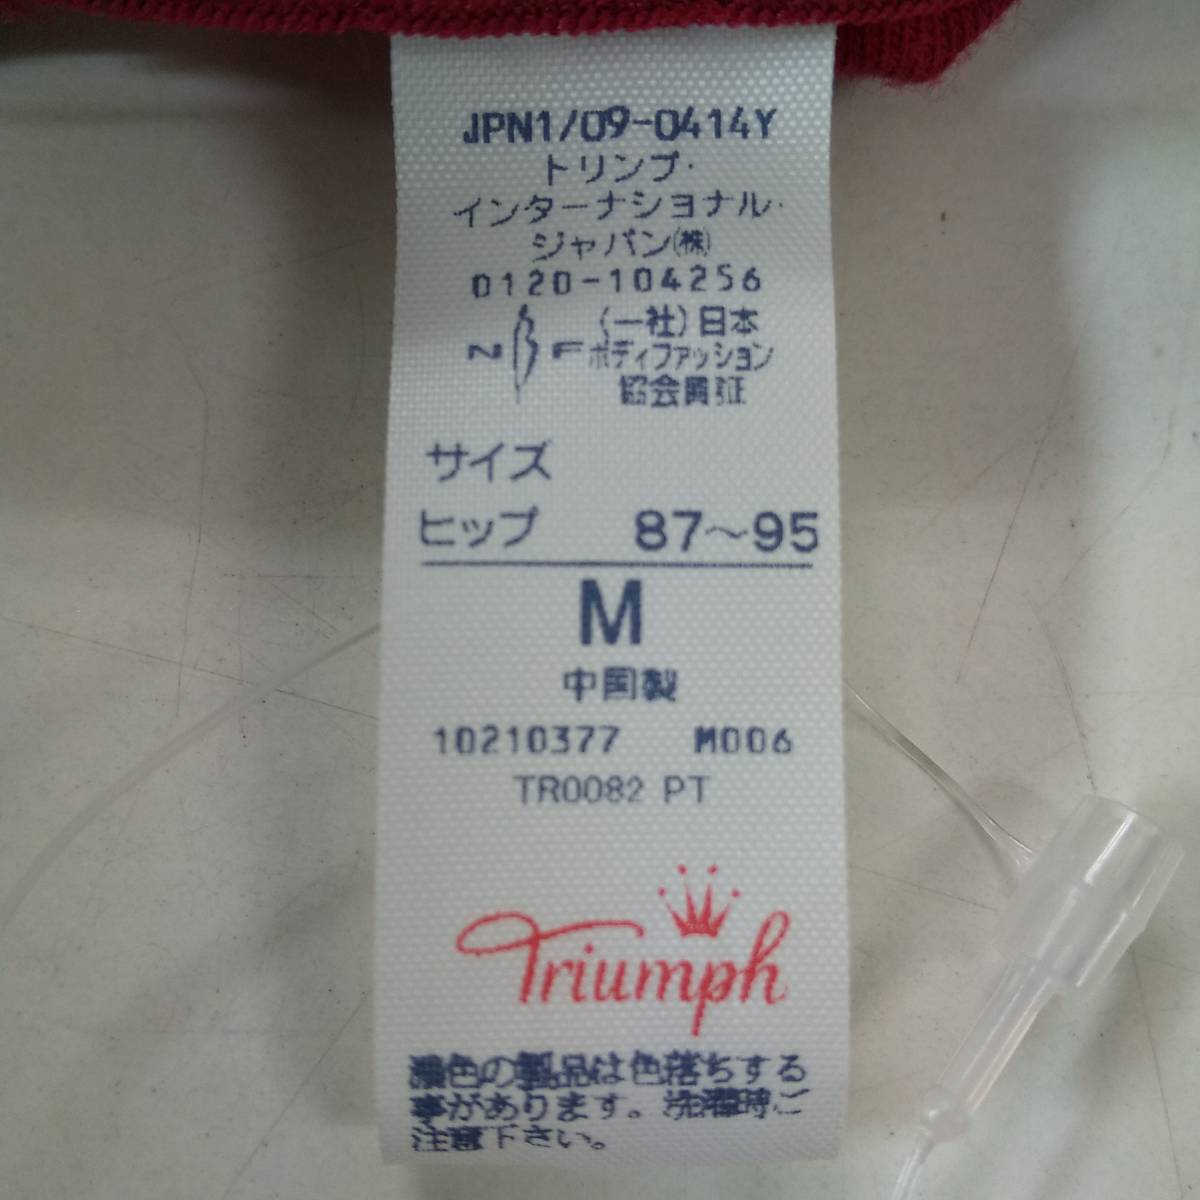 JPN1/09-0414Y
トリンプ・
インターナショナル・
ジャパン(株)
0120-104256
NBF (一社)日本
ボディファッション
協会員証
サイズ
ヒップ 87〜95
M
中国製
10210377 M006
TR0082 PT
Triumph
濃色の製品は色落ちする
事があります。洗濯時ご
注意下さい。